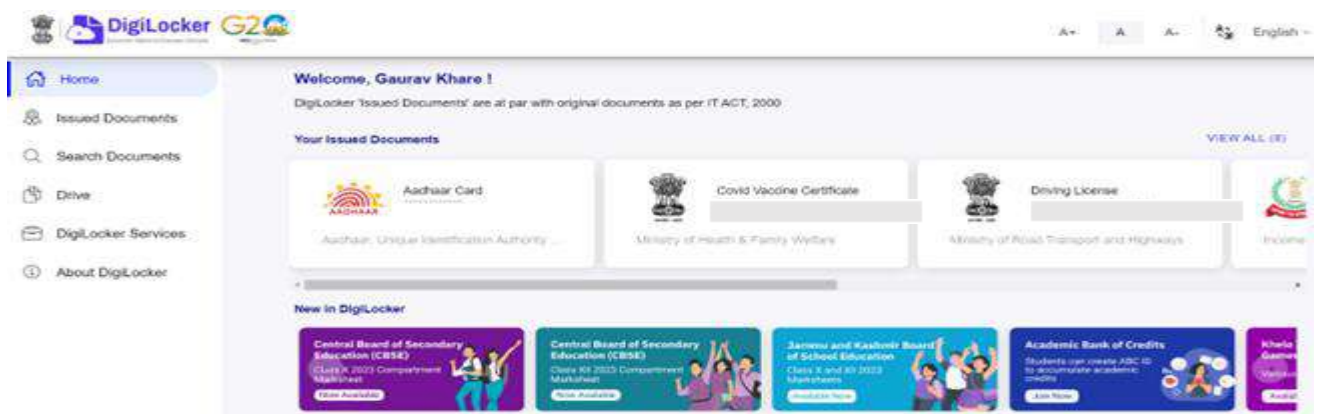 DigiLocker
A+ A A- English
Home
Issued Documents
Search Documents
Drive
DigiLocker Services
About DigiLocker
Welcome, Gaurav Khare !
DigiLocker 'Issued Documents' are at par with original documents as per IT ACT, 2000
Your Issued Documents
VIEW ALL (8)
Aadhaar Card
AADHAAR
Aadhaar, Unique Identification Authority ...
Covid Vaccine Certificate
Ministry of Health & Family Welfare
Driving License
Ministry of Road Transport and Highways
Income
New in DigiLocker
Central Board of Secondary
Education (CBSE)
Class X 2023 Compartment
Marksheet
Now Available
Central Board of Secondary
Education (CBSE)
Class XII 2023 Compartment
Marksheet
Now Available
Jammu and Kashmir Board
of School Education
Class X and XII 2023
Marksheets
Available Now
Academic Bank of Credits
Students can create ABC ID
to accumulate academic
credits
Join Now
Khelo
Games